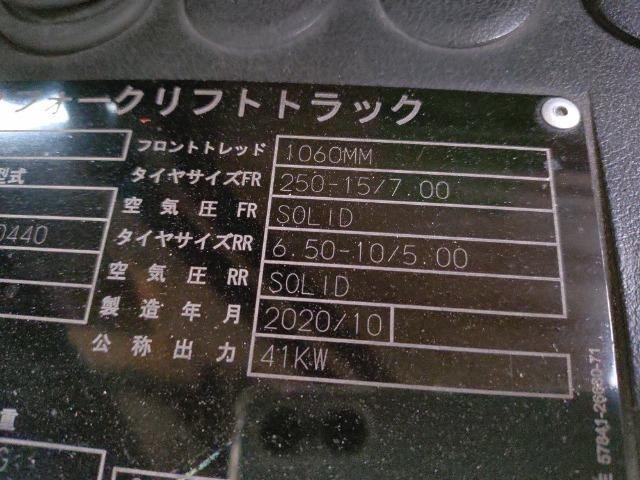 フォークリフトトラック
フロントトレッド 1060MM
型式
タイヤサイズFR 250-15/7.00
空気圧 FR SOLID
0440
タイヤサイズRR 6.50-10/5.00
空気圧 RR SOLID
製造年月 2020/10
公称出力 41KW
重